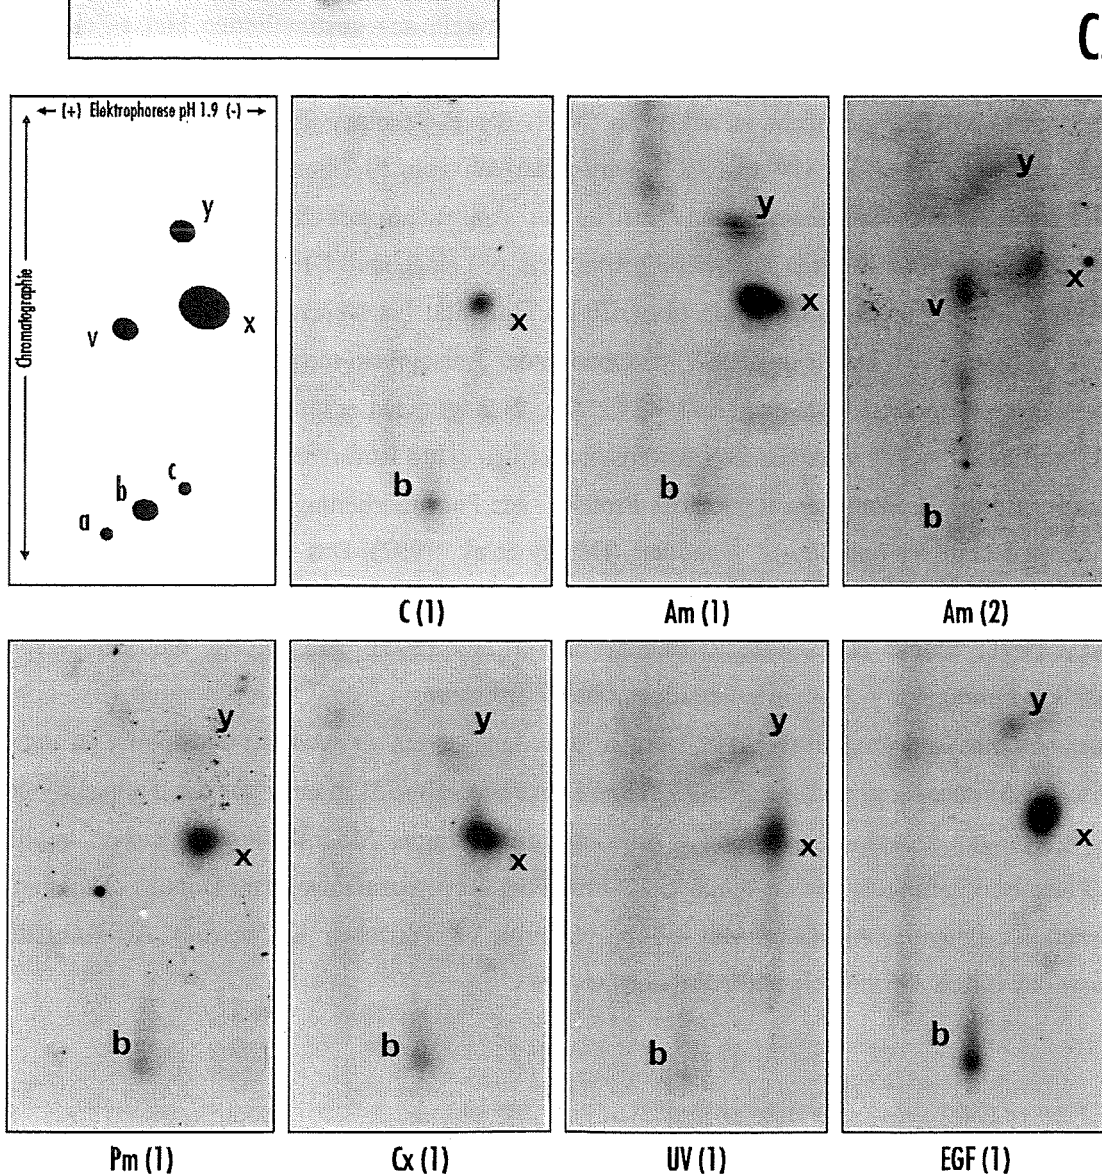 C.
← (+) Elektrophorese pH 1.9 (-) →
Chromatographie
y
x
v
c
b
a
x
b
C (1)
y
x
b
Am (1)
y
x
v
b
Am (2)
y
x
b
Pm (1)
y
x
b
Cx (1)
y
x
b
UV (1)
y
x
b
EGF (1)